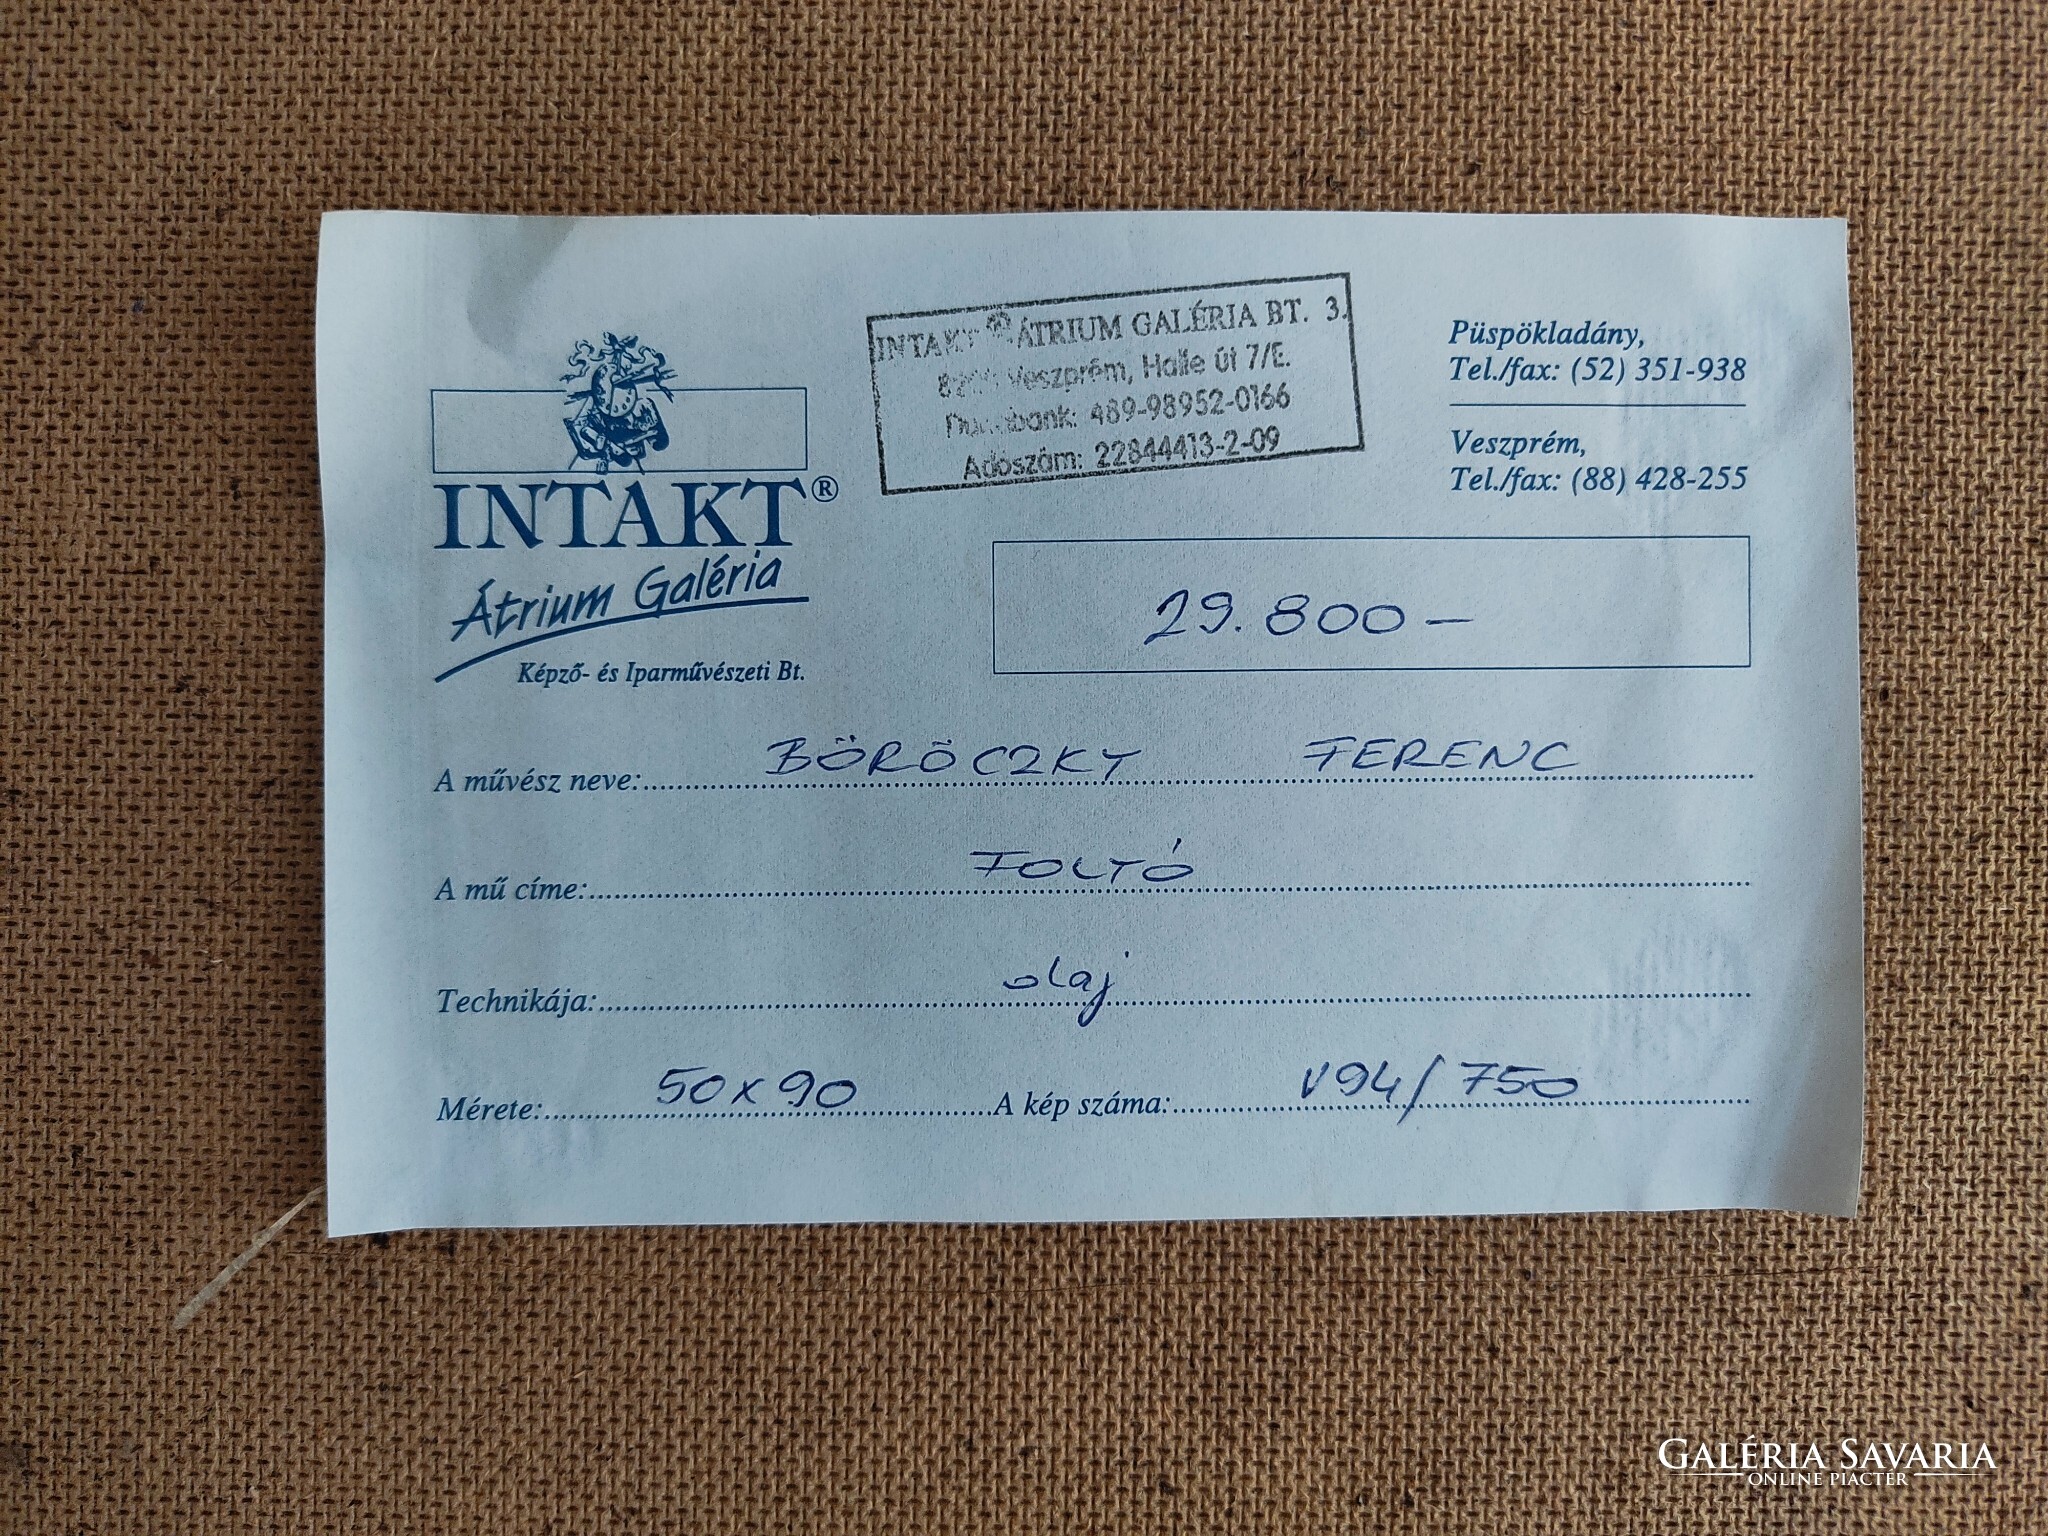 INTAKT®
Átrium Galéria
Képző- és Iparművészeti Bt.
INTAKT ® ÁTRIUM GALÉRIA BT. 3.
Veszprém, Halle út 7/E.
489-98952-0166
Adószám: 22844413-2-09
Püspökladány,
Tel./fax: (52) 351-938
Veszprém,
Tel./fax: (88) 428-255
29.800 –
A művész neve: BÖRÖCZKY FERENC
A mű címe: FOLTÓ
Technikája: olaj
Mérete: 50x90 A kép száma: V94/750
GALÉRIA SAVARIA
ONLINE PIACTÉR